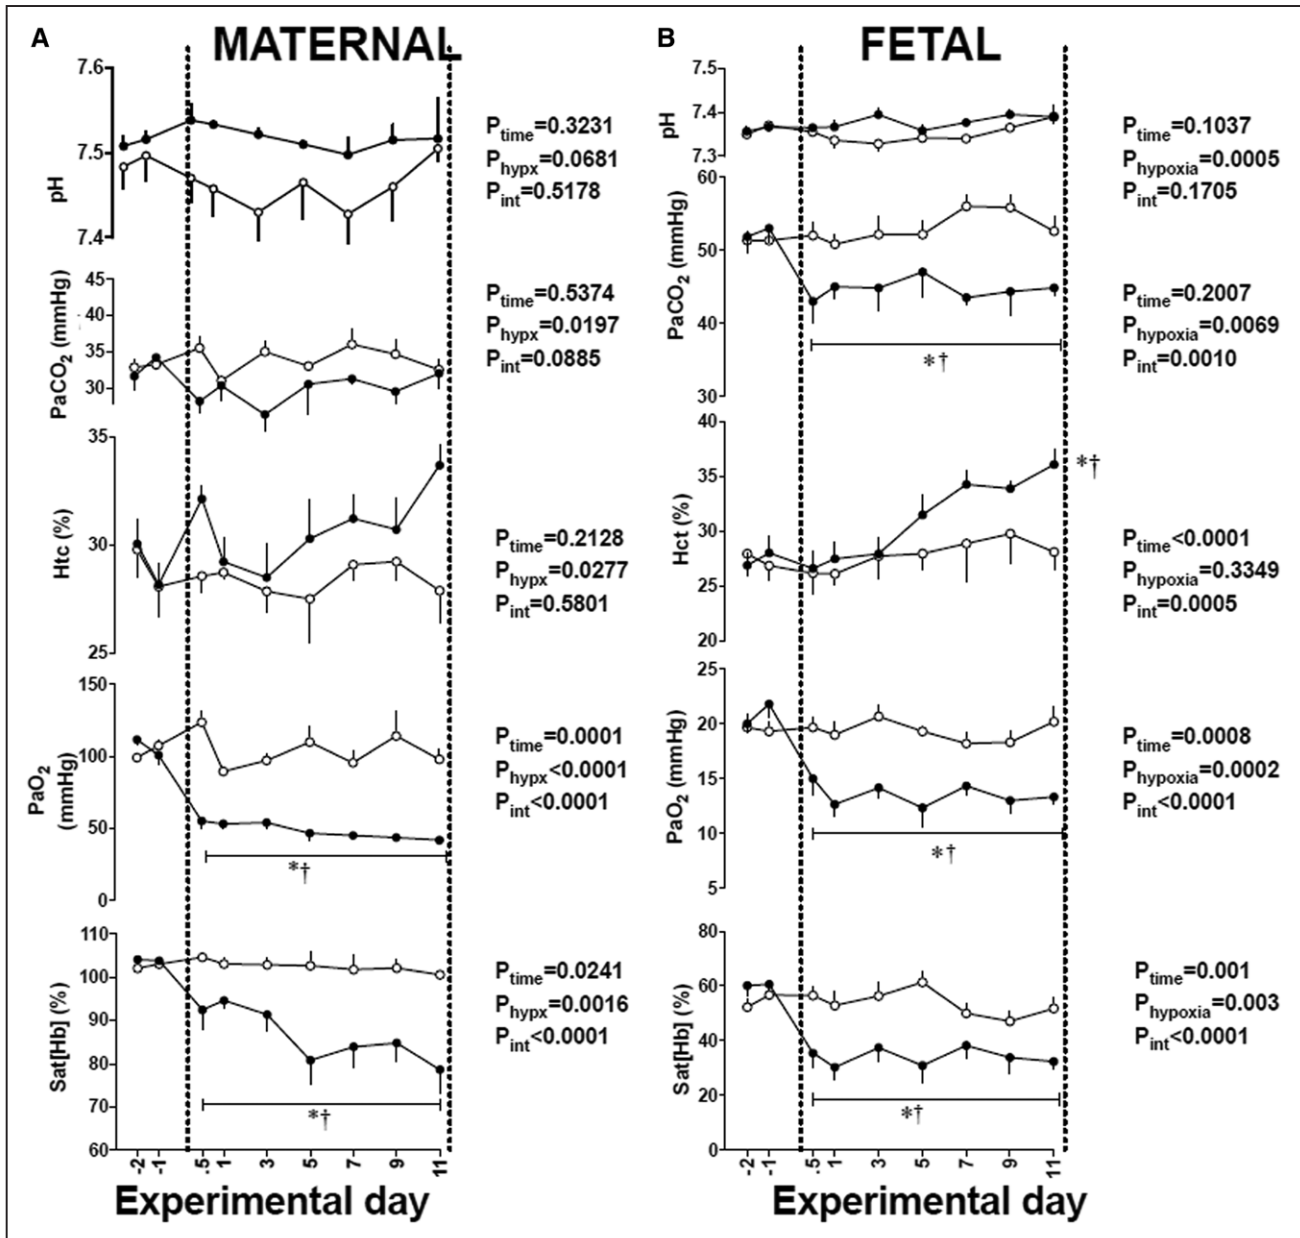 A
MATERNAL
7.6
7.5
7.4
pH
Ptime=0.3231
Phypx=0.0681
Pint=0.5178
45
40
35
30
PaCO2 (mmHg)
Ptime=0.5374
Phypx=0.0197
Pint=0.0885
35
30
25
Htc (%)
Ptime=0.2128
Phypx=0.0277
Pint=0.5801
150
100
50
0
PaO2
(mmHg)
Ptime=0.0001
Phypx<0.0001
Pint<0.0001
*†
110
100
90
80
70
60
Sat[Hb] (%)
Ptime=0.0241
Phypx=0.0016
Pint<0.0001
*†
-2 -1 .5 1 3 5 7 9 11
Experimental day
B
FETAL
7.5
7.4
7.3
pH
Ptime=0.1037
Phypoxia=0.0005
Pint=0.1705
60
50
40
30
PaCO2 (mmHg)
Ptime=0.2007
Phypoxia=0.0069
Pint=0.0010
*†
40
35
30
25
20
Hct (%)
*†
Ptime<0.0001
Phypoxia=0.3349
Pint=0.0005
25
20
15
10
5
PaO2 (mmHg)
Ptime=0.0008
Phypoxia=0.0002
Pint<0.0001
*†
80
60
40
20
0
Sat[Hb] (%)
Ptime=0.001
Phypoxia=0.003
Pint<0.0001
*†
-2 -1 .5 1 3 5 7 9 11
Experimental day